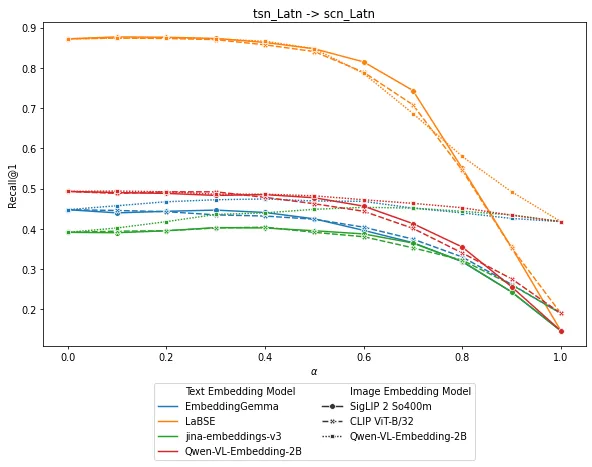 tsn_Latn -> scn_Latn
0.9
0.8
0.7
0.6
0.5
0.4
0.3
0.2
Recall@1
0.0 0.2 0.4 0.6 0.8 1.0
α
Text Embedding Model Image Embedding Model
EmbeddingGemma SigLIP 2 So400m
LaBSE CLIP ViT-B/32
jina-embeddings-v3 Qwen-VL-Embedding-2B
Qwen-VL-Embedding-2B